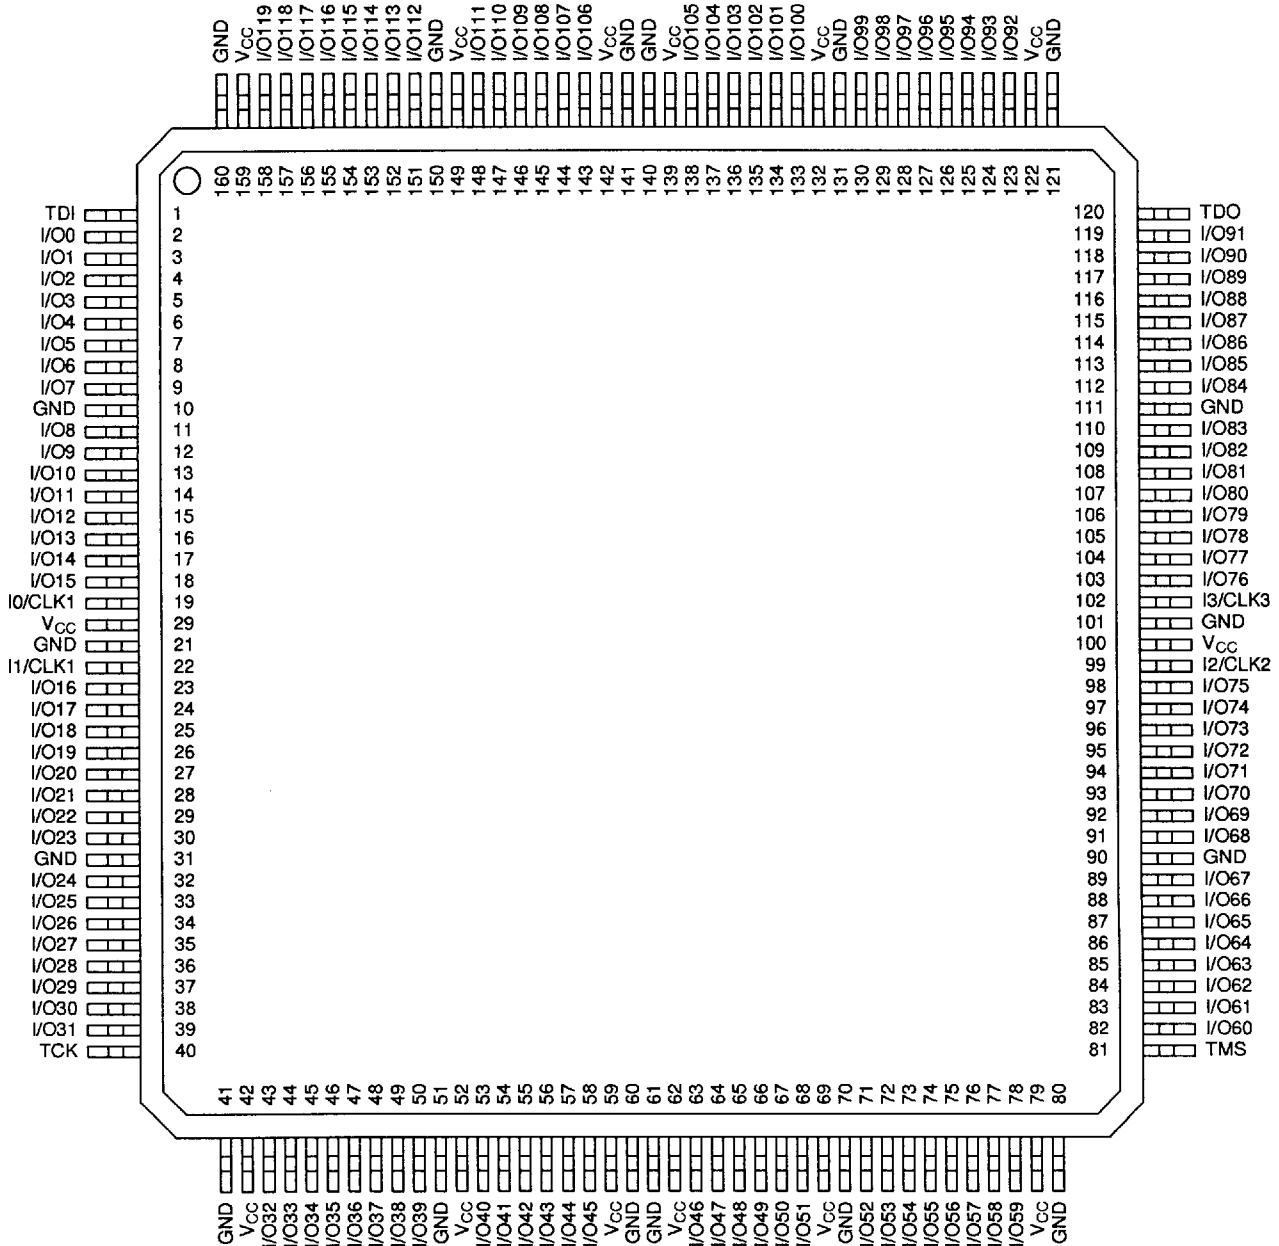 GND VCC I/O119 I/O118 I/O117 I/O116 I/O115 I/O114 I/O113 I/O112 GND VCC I/O111 I/O110 I/O109 I/O108 I/O107 I/O106 VCC GND GND VCC I/O105 I/O104 I/O103 I/O102 I/O101 I/O100 VCC GND I/O99 I/O98 I/O97 I/O96 I/O95 I/O94 I/O93 I/O92 VCC GND
160 159 158 157 156 155 154 153 152 151 150 149 148 147 146 145 144 143 142 141 140 139 138 137 136 135 134 133 132 131 130 129 128 127 126 125 124 123 122 121
TDI 1 120 TDO
I/O0 2 119 I/O91
I/O1 3 118 I/O90
I/O2 4 117 I/O89
I/O3 5 116 I/O88
I/O4 6 115 I/O87
I/O5 7 114 I/O86
I/O6 8 113 I/O85
I/O7 9 112 I/O84
GND 10 111 GND
I/O8 11 110 I/O83
I/O9 12 109 I/O82
I/O10 13 108 I/O81
I/O11 14 107 I/O80
I/O12 15 106 I/O79
I/O13 16 105 I/O78
I/O14 17 104 I/O77
I/O15 18 103 I/O76
I0/CLK1 19 102 I3/CLK3
VCC 29 101 GND
GND 21 100 VCC
I1/CLK1 22 99 I2/CLK2
I/O16 23 98 I/O75
I/O17 24 97 I/O74
I/O18 25 96 I/O73
I/O19 26 95 I/O72
I/O20 27 94 I/O71
I/O21 28 93 I/O70
I/O22 29 92 I/O69
I/O23 30 91 I/O68
GND 31 90 GND
I/O24 32 89 I/O67
I/O25 33 88 I/O66
I/O26 34 87 I/O65
I/O27 35 86 I/O64
I/O28 36 85 I/O63
I/O29 37 84 I/O62
I/O30 38 83 I/O61
I/O31 39 82 I/O60
TCK 40 81 TMS
41 42 43 44 45 46 47 48 49 50 51 52 53 54 55 56 57 58 59 60 61 62 63 64 65 66 67 68 69 70 71 72 73 74 75 76 77 78 79 80
GND VCC I/O32 I/O33 I/O34 I/O35 I/O36 I/O37 I/O38 I/O39 GND VCC I/O40 I/O41 I/O42 I/O43 I/O44 I/O45 VCC GND GND VCC I/O46 I/O47 I/O48 I/O49 I/O50 I/O51 VCC GND I/O52 I/O53 I/O54 I/O55 I/O56 I/O57 I/O58 I/O59 VCC GND